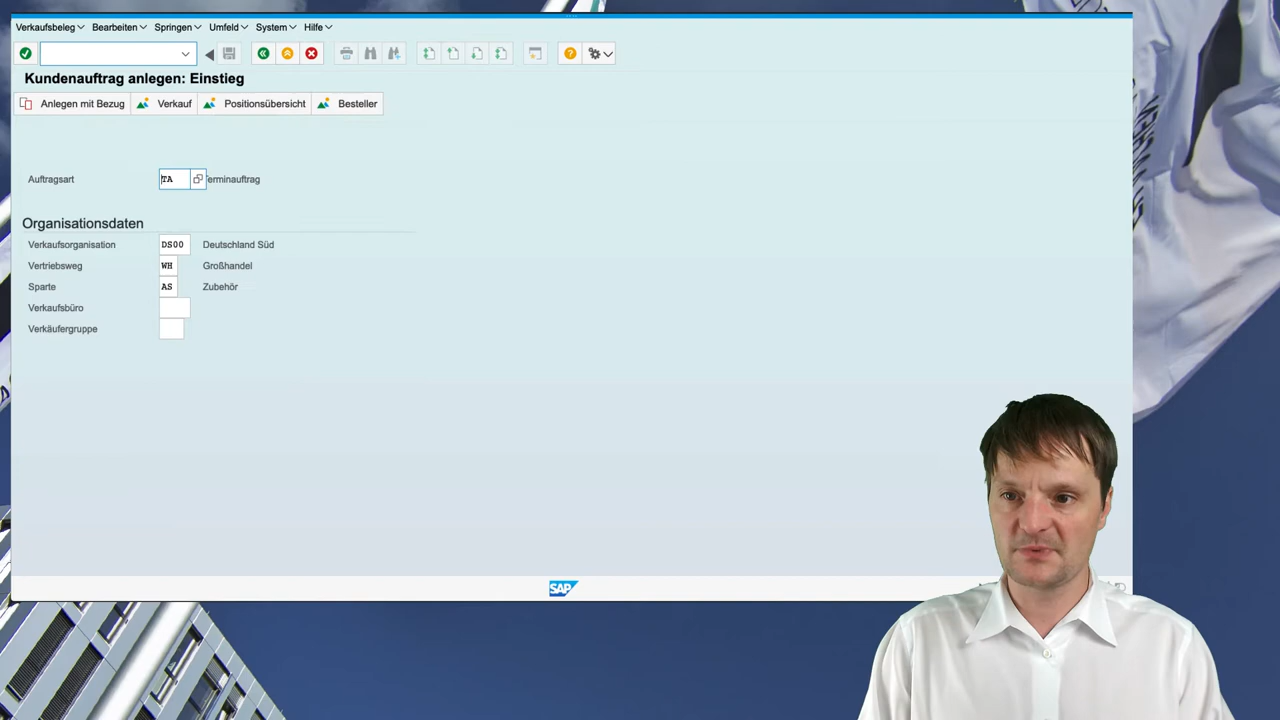 Verkaufsbeleg Bearbeiten Springen Umfeld System Hilfe
Kundenauftrag anlegen: Einstieg
Anlegen mit Bezug Verkauf Positionsübersicht Besteller
Auftragsart TA Terminauftrag
Organisationsdaten
Verkaufsorganisation DS00 Deutschland Süd
Vertriebsweg WH Großhandel
Sparte AS Zubehör
Verkaufsbüro
Verkäufergruppe
SAP